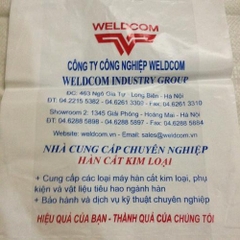 WELDCOM
CÔNG TY CÔNG NGHIỆP WELDCOM
WELDCOM INDUSTRY GROUP
ĐC: 463 Ngô Gia Tự - Long Biên - Hà Nội
ĐT: 04.2215 5382 - 04.6261 3300 - Fax: 04.6261 3310
Showroom 2: 1345 Giải Phóng - Hoàng Mai - Hà Nội
ĐT: 04.6288 5898 - 04.6288 5897 - Fax: 04.6288 5884
Website: weldcom.vn - Email: sales@weldcom.vn
NHÀ CUNG CẤP CHUYÊN NGHIỆP
HÀN CẮT KIM LOẠI
+ Cung cấp các loại máy hàn cắt kim loại, phụ
kiện và vật liệu tiêu hao ngành hàn
+ Bảo hành và dịch vụ kỹ thuật chuyên nghiệp
HIỆU QUẢ CỦA BẠN - THÀNH QUẢ CỦA CHÚNG TÔI